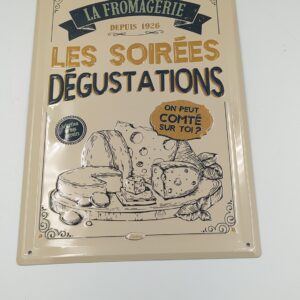 LA FROMAGERIE
DEPUIS 1926
LES SOIRÉES
DÉGUSTATIONS
ON PEUT
COMTÉ
SUR TOI ?